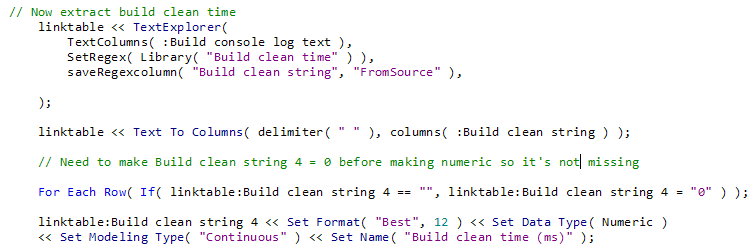 // Now extract build clean time
linktable << TextExplorer(
TextColumns( :Build console log text ),
SetRegex( Library( "Build clean time" ) ),
saveRegexcolumn( "Build clean string", "FromSource" ),
);
linktable << Text To Columns( delimiter( " " ), columns( :Build clean string ) );
// Need to make Build clean string 4 = 0 before making numeric so it's not missing
For Each Row( If( linktable:Build clean string 4 == "", linktable:Build clean string 4 = "0" ) );
linktable:Build clean string 4 << Set Format( "Best", 12 ) << Set Data Type( Numeric )
<< Set Modeling Type( "Continuous" ) << Set Name( "Build clean time (ms)" );